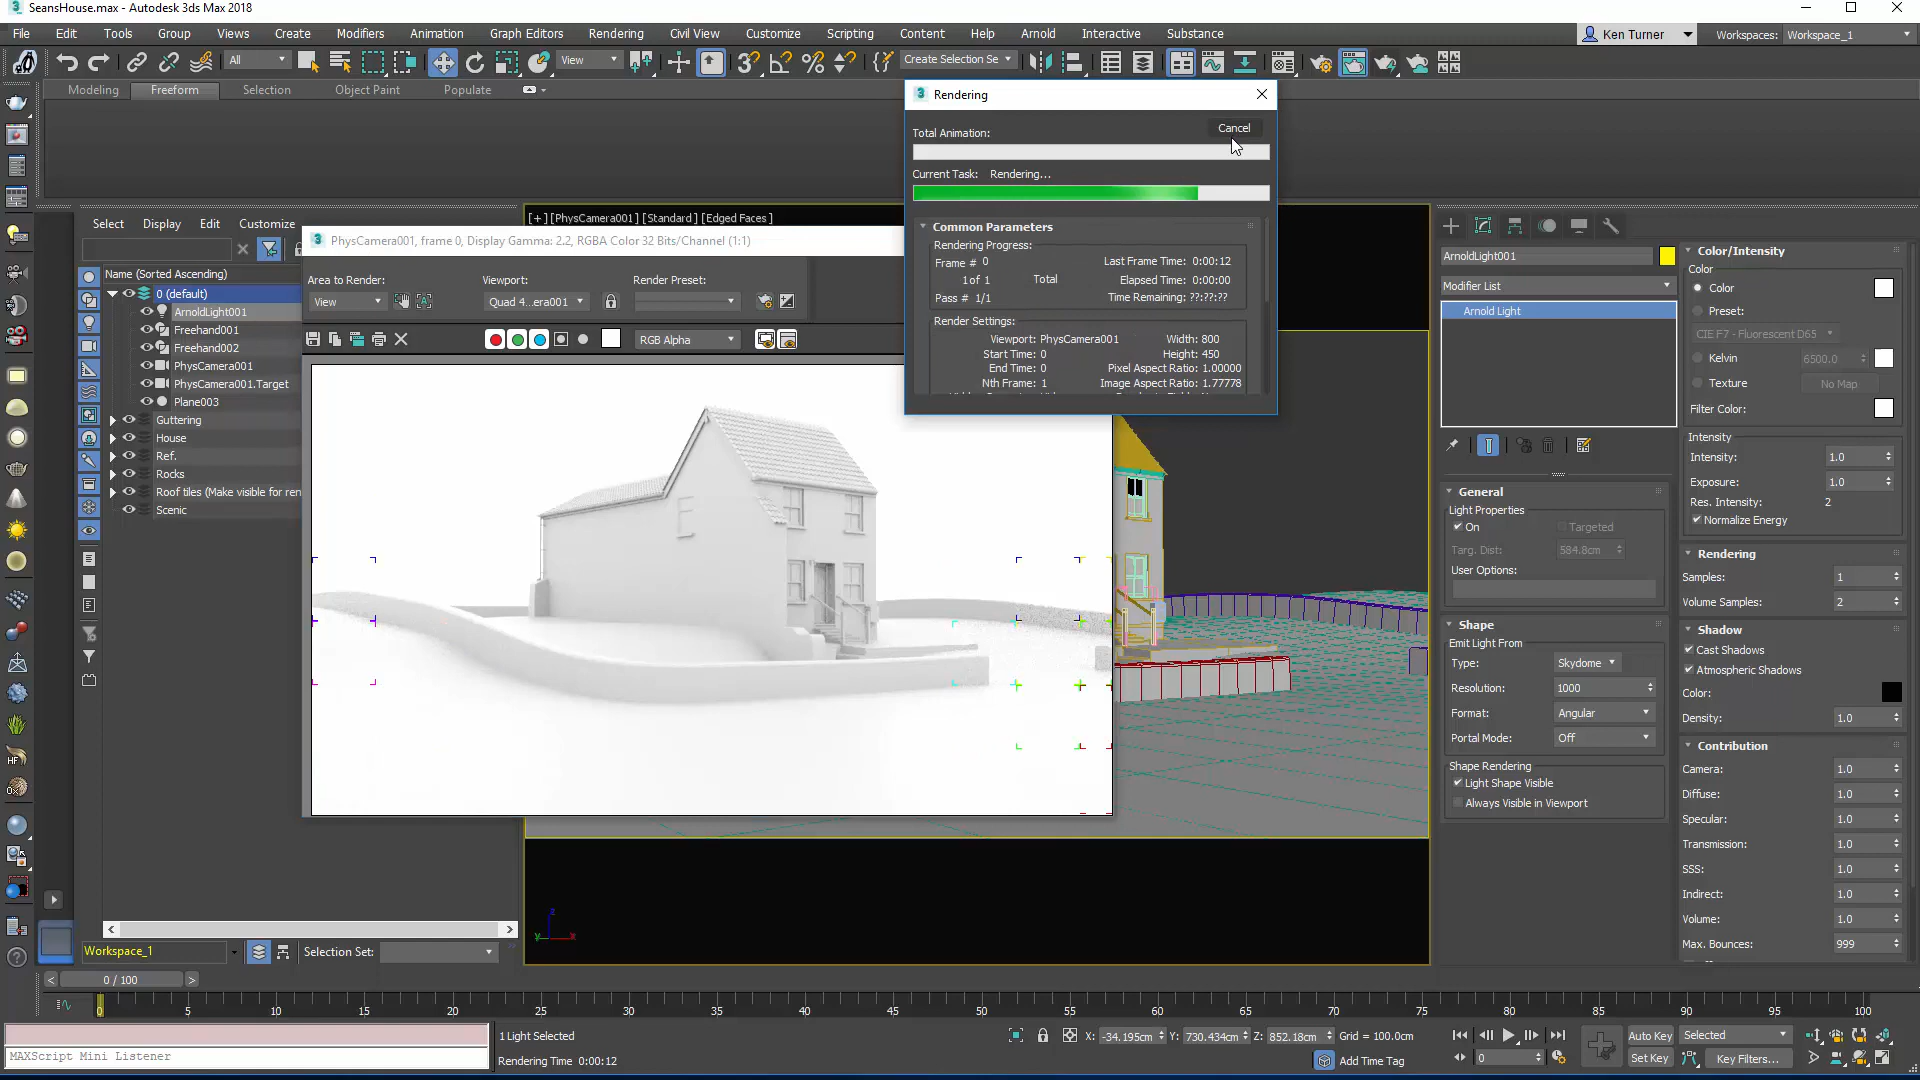 SeansHouse.max - Autodesk 3ds Max 2018
File Edit Tools Group Views Create Modifiers Animation Graph Editors Rendering Civil View Customize Scripting Content Help Arnold Interactive Substance
Ken Turner
Workspaces: Workspace_1
All
View
Create Selection Se
Modeling Freeform Selection Object Paint Populate
Rendering
Total Animation:
Cancel
Current Task: Rendering...
Common Parameters
Rendering Progress:
Frame # 0
Last Frame Time: 0:00:12
1 of 1 Total
Elapsed Time: 0:00:00
Pass # 1/1
Time Remaining: ??:??:??
Render Settings:
Viewport: PhysCamera001
Width: 800
Start Time: 0
Height: 450
End Time: 0
Pixel Aspect Ratio: 1.00000
Nth Frame: 1
Image Aspect Ratio: 1.77778
Select Display Edit Customize
Name (Sorted Ascending)
0 (default)
ArnoldLight001
Freehand001
Freehand002
PhysCamera001
PhysCamera001.Target
Plane003
Guttering
House
Ref.
Rocks
Roof tiles (Make visible for ren
Scenic
[+] [PhysCamera001] [Standard] [Edged Faces]
PhysCamera001, frame 0, Display Gamma: 2.2, RGBA Color 32 Bits/Channel (1:1)
Area to Render:
View
Viewport:
Quad 4...era001
Render Preset:
RGB Alpha
z
y
x
ArnoldLight001
Modifier List
Arnold Light
General
Light Properties
On
Targeted
Targ. Dist: 584.8cm
User Options:
Shape
Emit Light From
Type: Skydome
Resolution: 1000
Format: Angular
Portal Mode: Off
Shape Rendering
Light Shape Visible
Always Visible in Viewport
Color/Intensity
Color
Color
Preset:
CIE F7 - Fluorescent D65
Kelvin 6500.0
Texture No Map
Filter Color:
Intensity
Intensity: 1.0
Exposure: 1.0
Res. Intensity: 2
Normalize Energy
Rendering
Samples: 1
Volume Samples: 2
Shadow
Cast Shadows
Atmospheric Shadows
Color:
Density: 1.0
Contribution
Camera: 1.0
Diffuse: 1.0
Specular: 1.0
Transmission: 1.0
SSS: 1.0
Indirect: 1.0
Volume: 1.0
Max. Bounces: 999
Workspace_1
Selection Set:
0 / 100
0 5 10 15 20 25 30 35 40 45 50 55 60 65 70 75 80 85 90 95 100
MAXScript Mini Listener
1 Light Selected
Rendering Time 0:00:12
X: -34.195cm Y: 730.434cm Z: 852.18cm Grid = 100.0cm
Add Time Tag
0
Auto Key
Selected
Set Key
Key Filters...